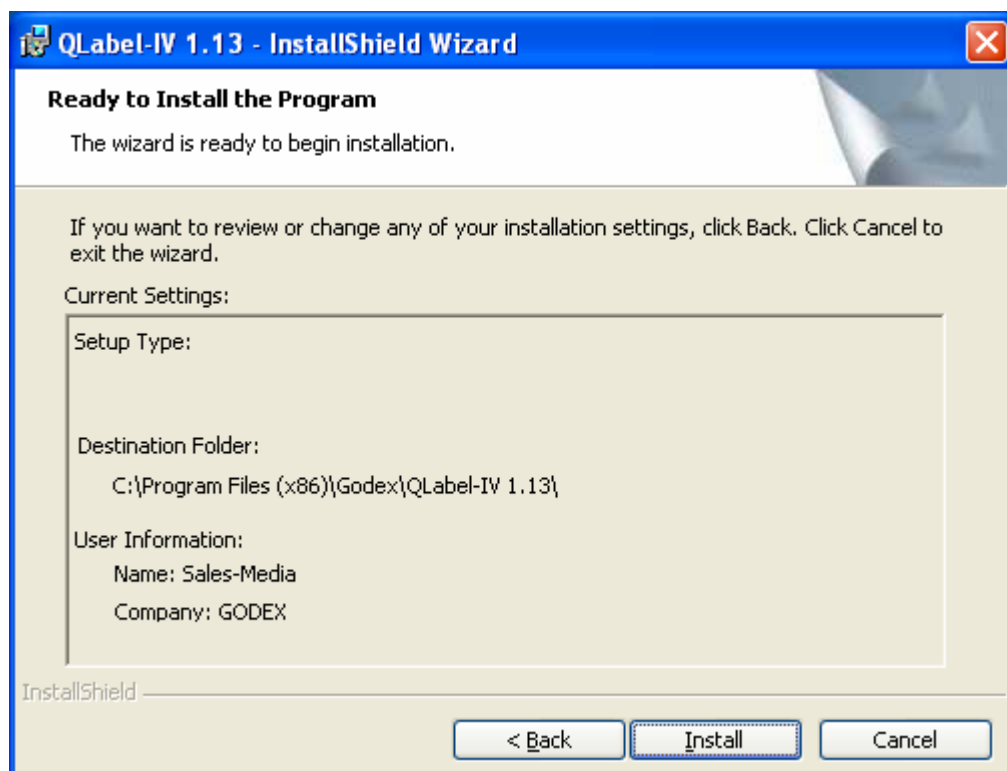 QLabel-IV 1.13 - InstallShield Wizard
Ready to Install the Program
The wizard is ready to begin installation.
If you want to review or change any of your installation settings, click Back. Click Cancel to
exit the wizard.
Current Settings:
Setup Type:
Destination Folder:
C:\Program Files (x86)\Godex\QLabel-IV 1.13\
User Information:
Name: Sales-Media
Company: GODEX
InstallShield
< Back
Install
Cancel